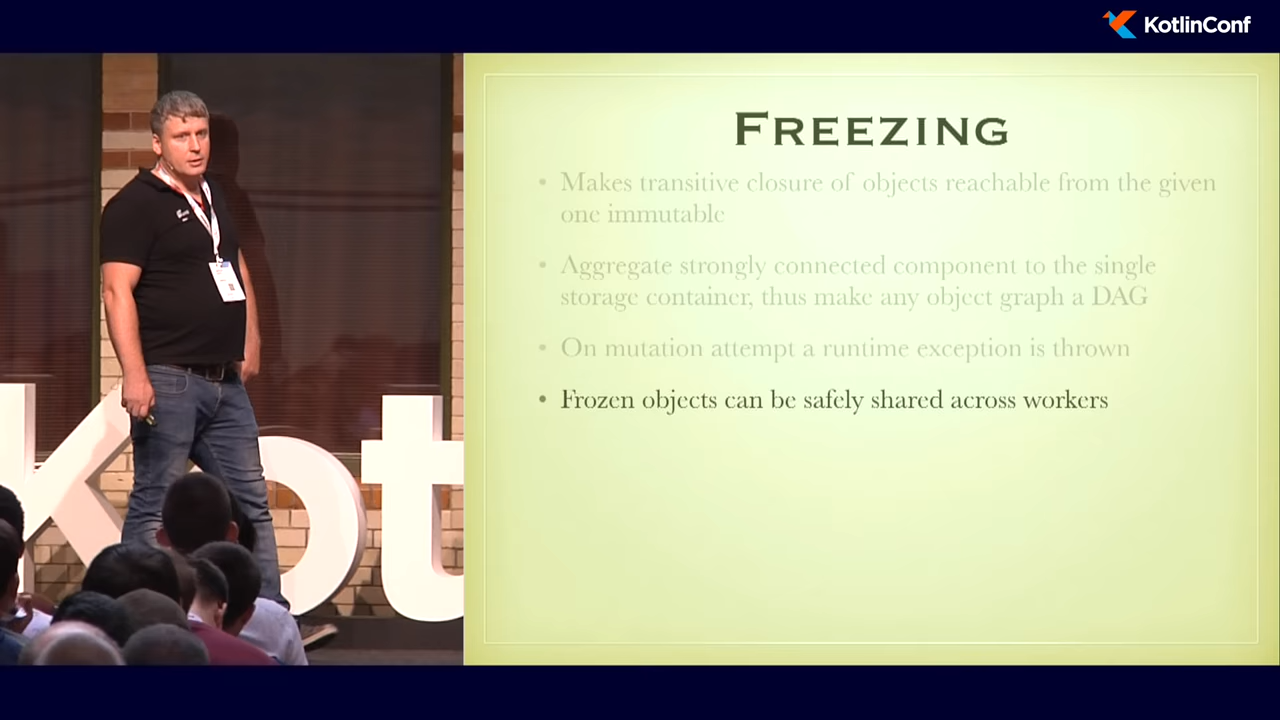 KotlinConf
FREEZING
• Makes transitive closure of objects reachable from the given
one immutable
• Aggregate strongly connected component to the single
storage container, thus make any object graph a DAG
• On mutation attempt a runtime exception is thrown
• Frozen objects can be safely shared across workers
Kot